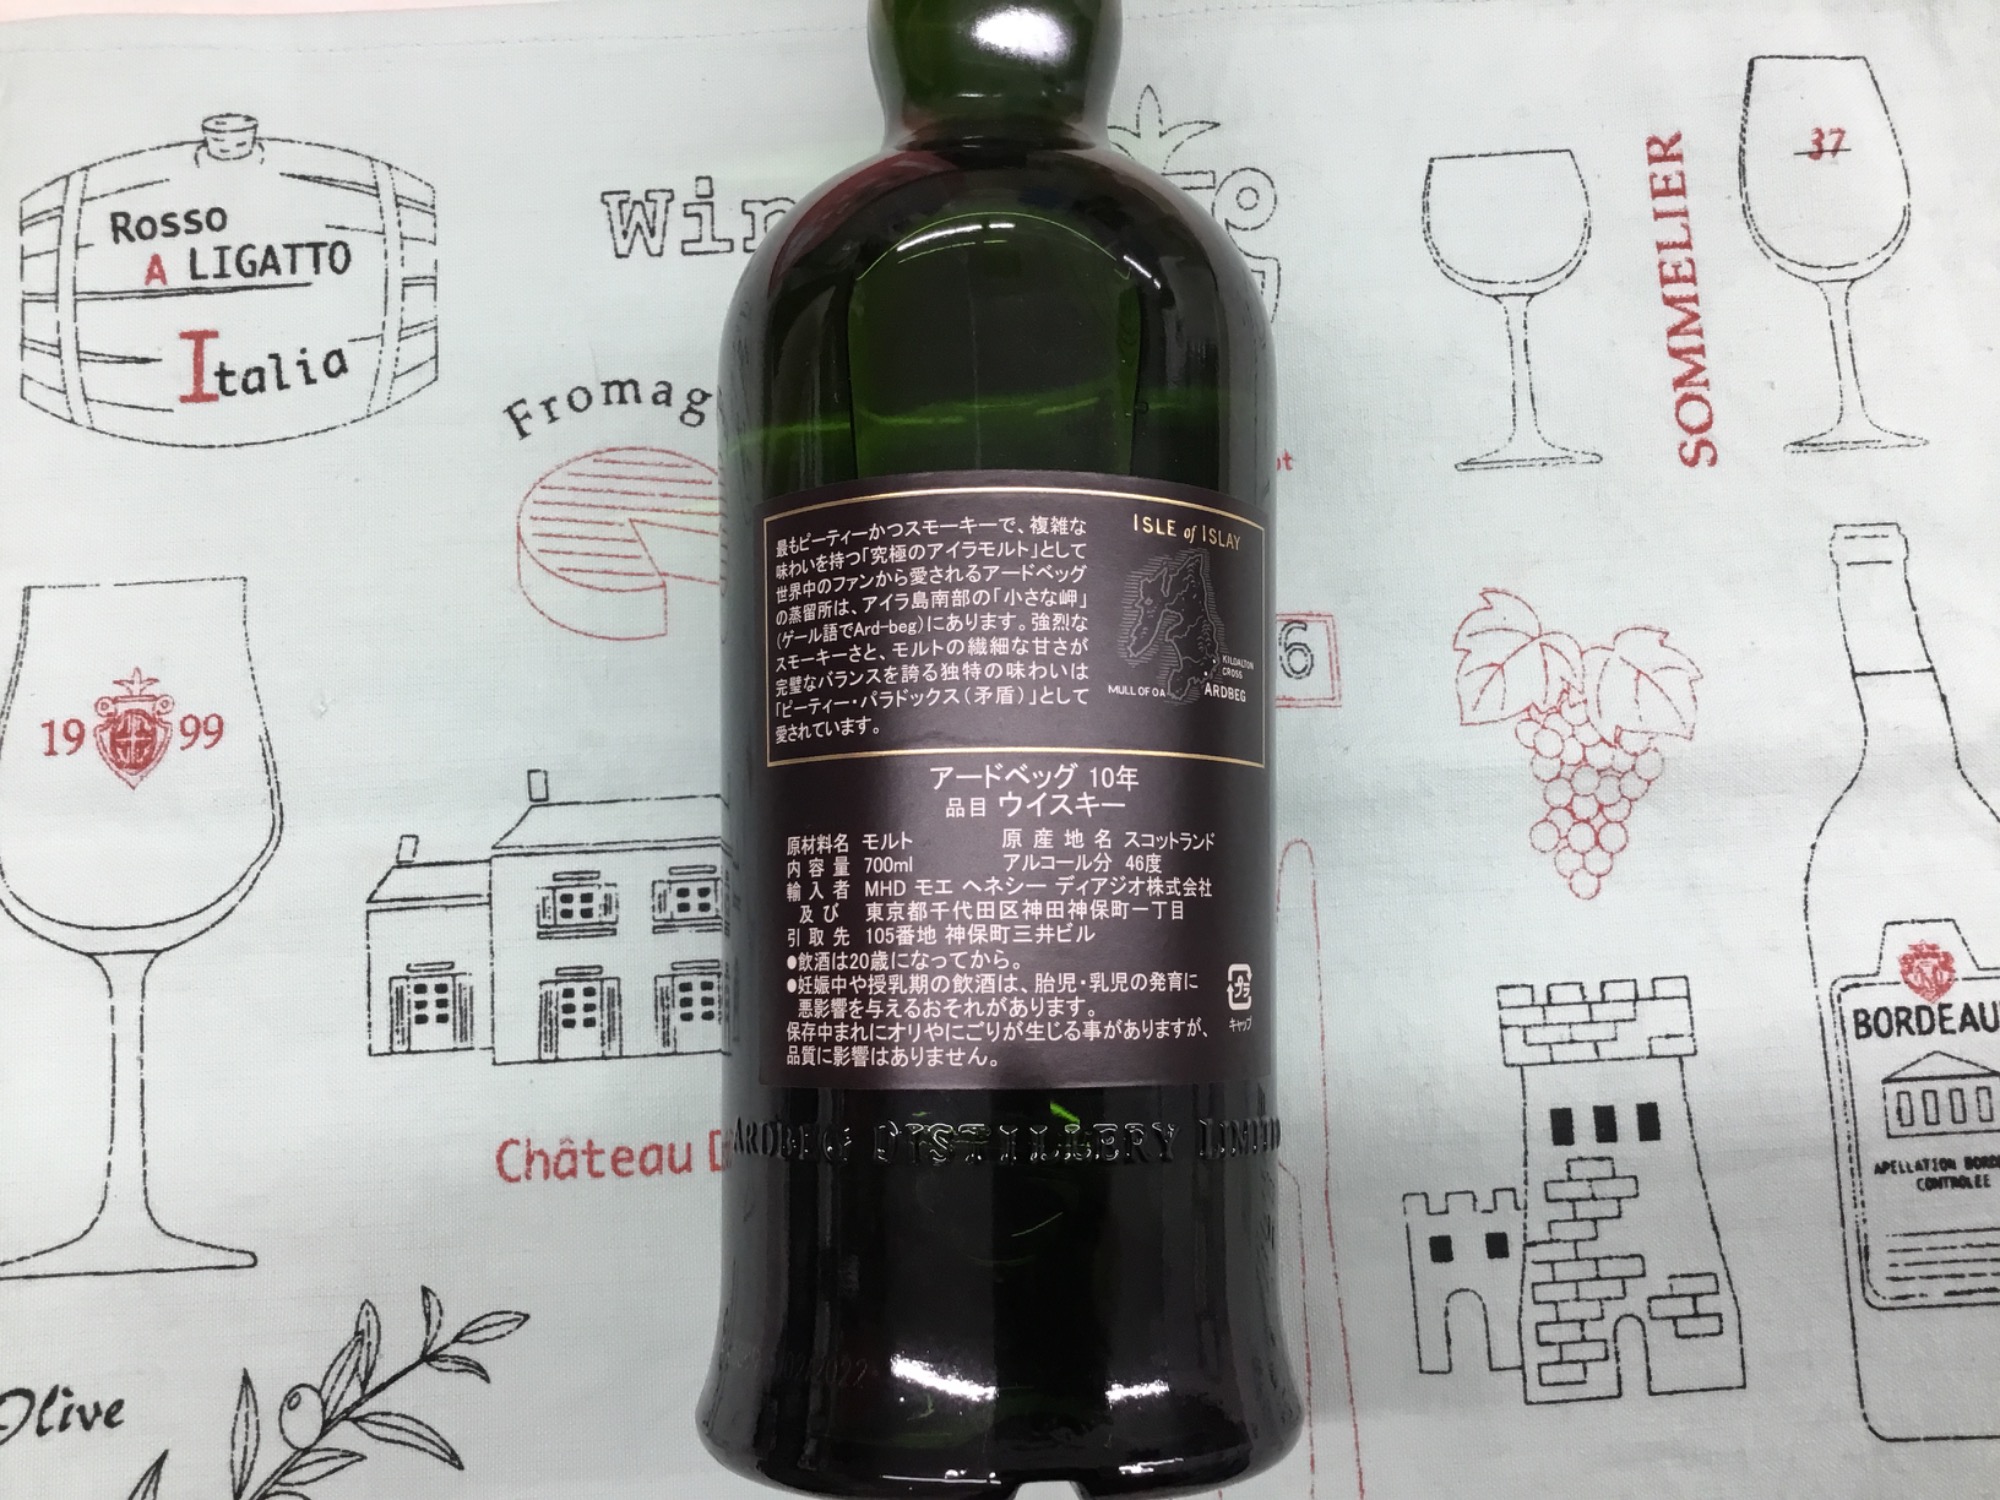 Rosso
A LIGATTO
Italia
Win
Fromag
37
SOMMELIER
19 99
6
Château D
Olive
BORDEAU
APELLATION BORD
CONTROLEE
最もピーティーかつスモーキーで、複雑な
味わいを持つ「究極のアイラモルト」として
世界中のファンから愛されるアードベッグ
の蒸留所は、アイラ島南部の「小さな岬」
(ゲール語でArd-beg)にあります。強烈な
スモーキーさと、モルトの繊細な甘さが
完璧なバランスを誇る独特の味わいは
「ピーティー・パラドックス(矛盾)」として
愛されています。
ISLE of ISLAY
KILDALTON
CROSS
MULL OF OA
ARDBEG
アードベッグ 10年
品目 ウイスキー
原材料名 モルト 原産地名 スコットランド
内容量 700ml アルコール分 46度
輸入者 MHD モエ ヘネシー ディアジオ株式会社
及び 東京都千代田区神田神保町一丁目
引取先 105番地 神保町三井ビル
●飲酒は20歳になってから。
●妊娠中や授乳期の飲酒は、胎児・乳児の発育に
悪影響を与えるおそれがあります。
保存中まれにオリやにごりが生じる事がありますが、
品質に影響はありません。
プラ
キャップ
ARDBEG DISTILLERY LIMITED